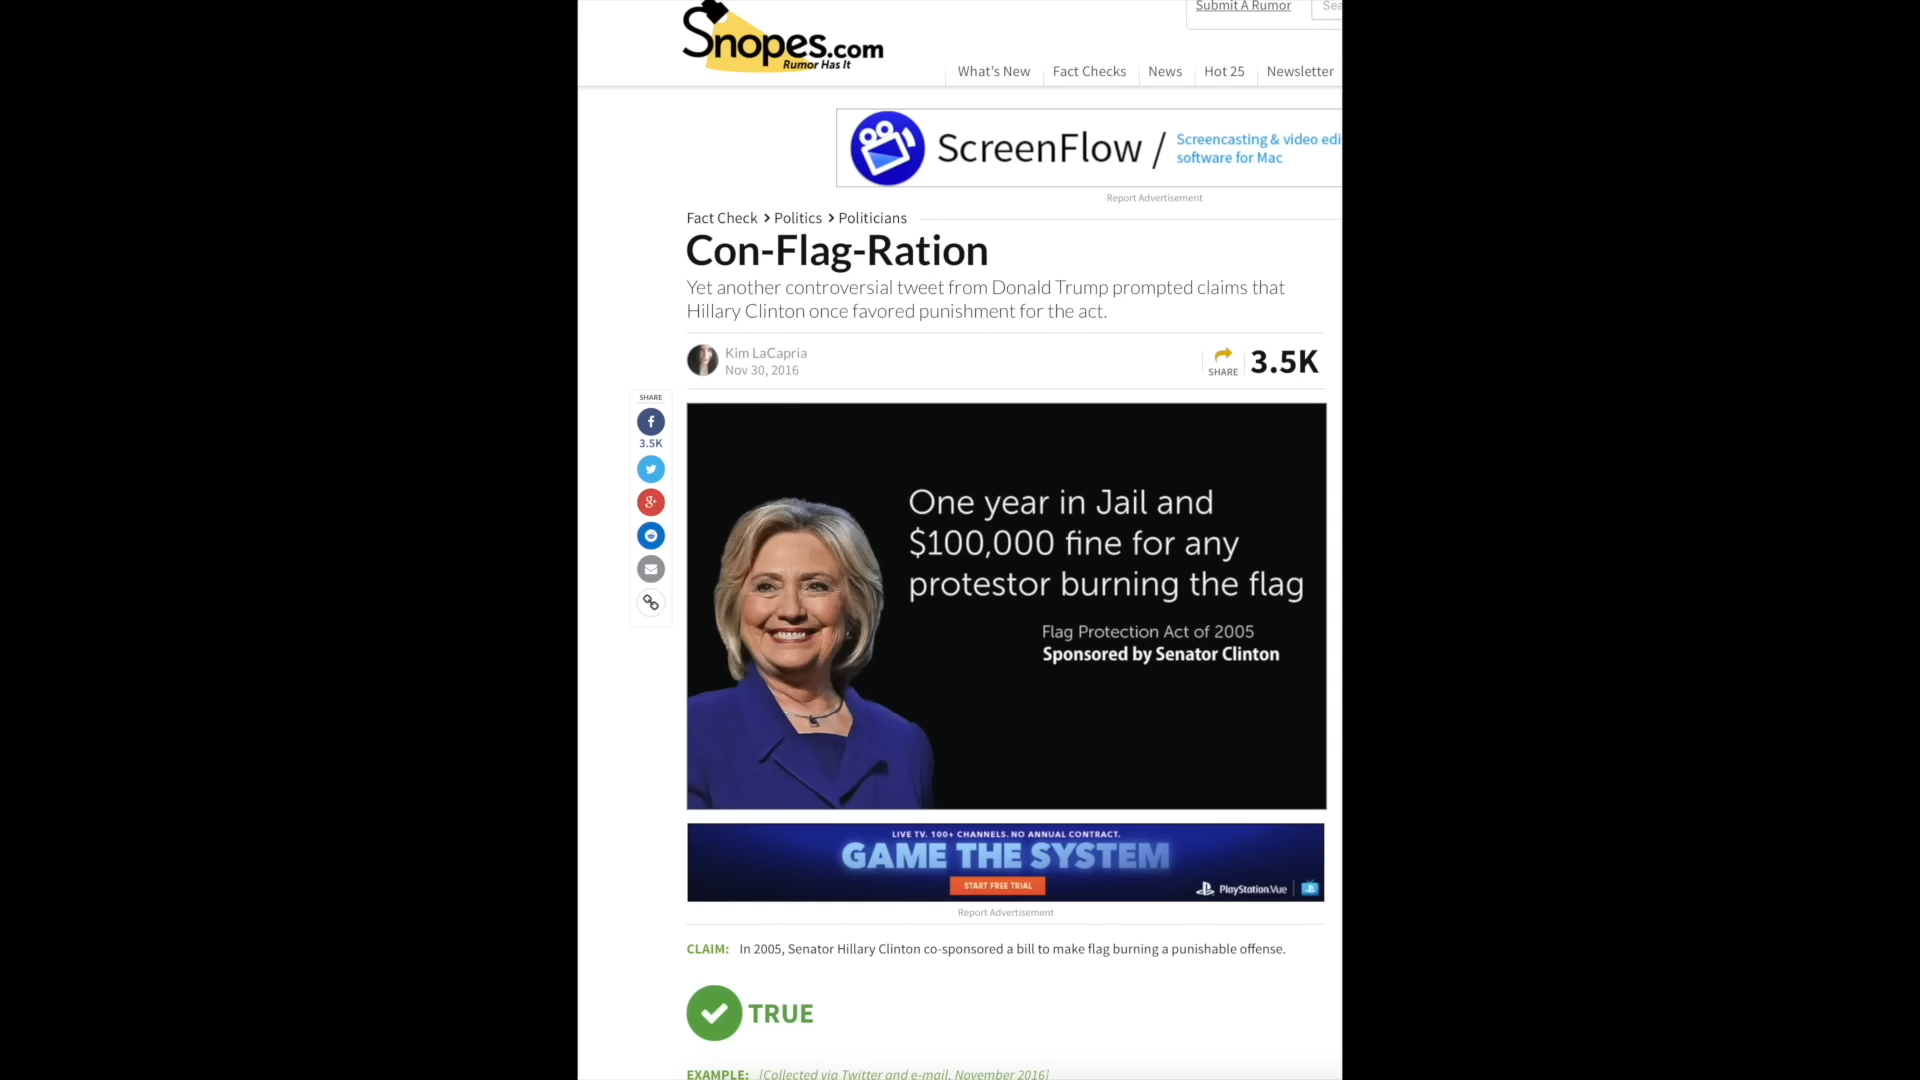 Submit A Rumor
Sea
Snopes.com
Rumor Has It
What's New
Fact Checks
News
Hot 25
Newsletter
ScreenFlow /
Screencasting & video edi
software for Mac
Report Advertisement
Fact Check > Politics > Politicians
Con-Flag-Ration
Yet another controversial tweet from Donald Trump prompted claims that
Hillary Clinton once favored punishment for the act.
Kim LaCapria
Nov 30, 2016
SHARE
3.5K
SHARE
3.5K
One year in Jail and
$100,000 fine for any
protestor burning the flag
Flag Protection Act of 2005
Sponsored by Senator Clinton
LIVE TV. 100+ CHANNELS. NO ANNUAL CONTRACT.
GAME THE SYSTEM
START FREE TRIAL
PlayStation Vue
Report Advertisement
CLAIM: In 2005, Senator Hillary Clinton co-sponsored a bill to make flag burning a punishable offense.
TRUE
EXAMPLE: [Collected via Twitter and e-mail, November 2016]